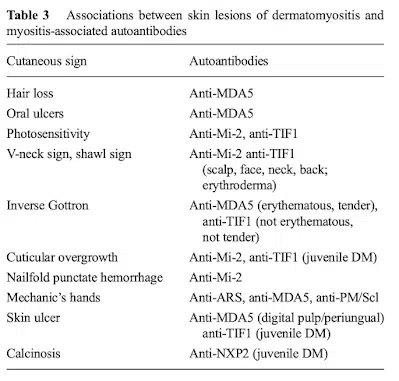 Table 3 Associations between skin lesions of dermatomyositis and
myositis-associated autoantibodies
Cutaneous sign Autoantibodies
Hair loss Anti-MDA5
Oral ulcers Anti-MDA5
Photosensitivity Anti-Mi-2, anti-TIF1
V-neck sign, shawl sign Anti-Mi-2 anti-TIF1
(scalp, face, neck, back;
erythroderma)
Inverse Gottron Anti-MDA5 (erythematous, tender),
anti-TIF1 (not erythematous,
not tender)
Cuticular overgrowth Anti-Mi-2, anti-TIF1 (juvenile DM)
Nailfold punctate hemorrhage Anti-Mi-2
Mechanic's hands Anti-ARS, anti-MDA5, anti-PM/Scl
Skin ulcer Anti-MDA5 (digital pulp/periungual)
anti-TIF1 (juvenile DM)
Calcinosis Anti-NXP2 (juvenile DM)